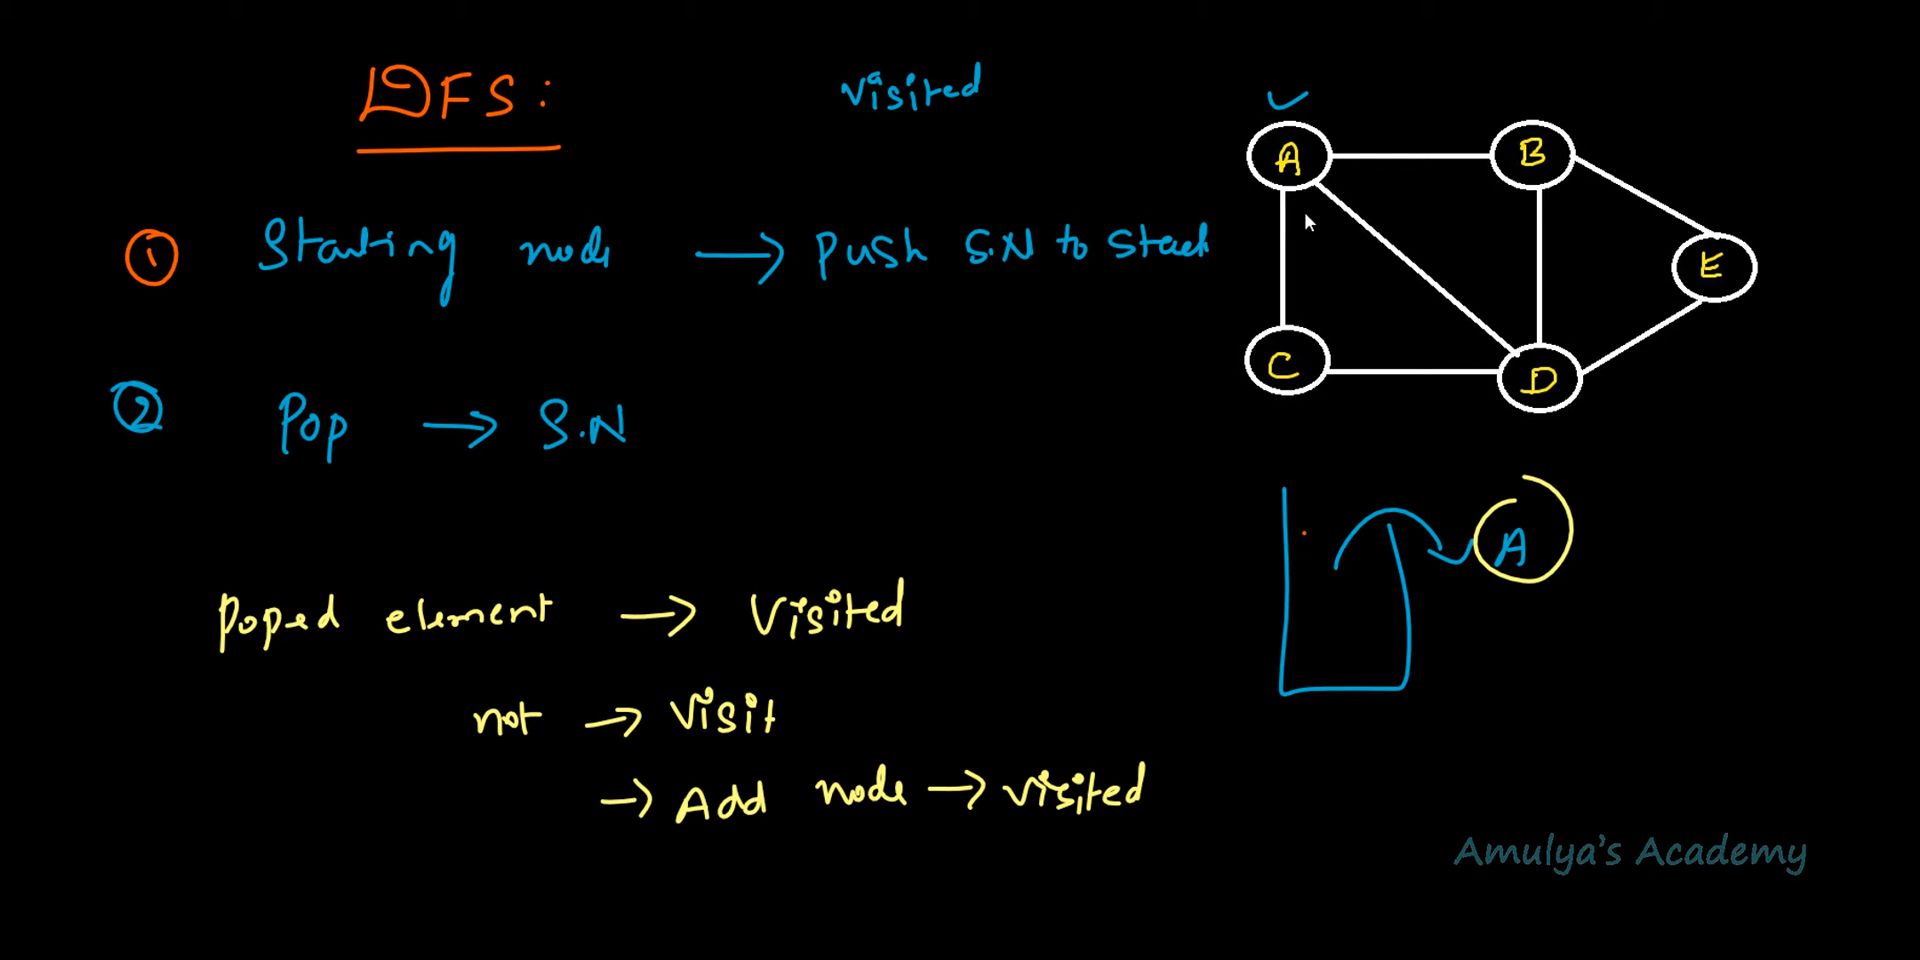 DFS:
Visited
① Starting node → Push S.N to Stack
② Pop → S.N
Poped element → Visited
not → Visit
→ Add node → Visited
A
B
E
C
D
A
Amulya's Academy